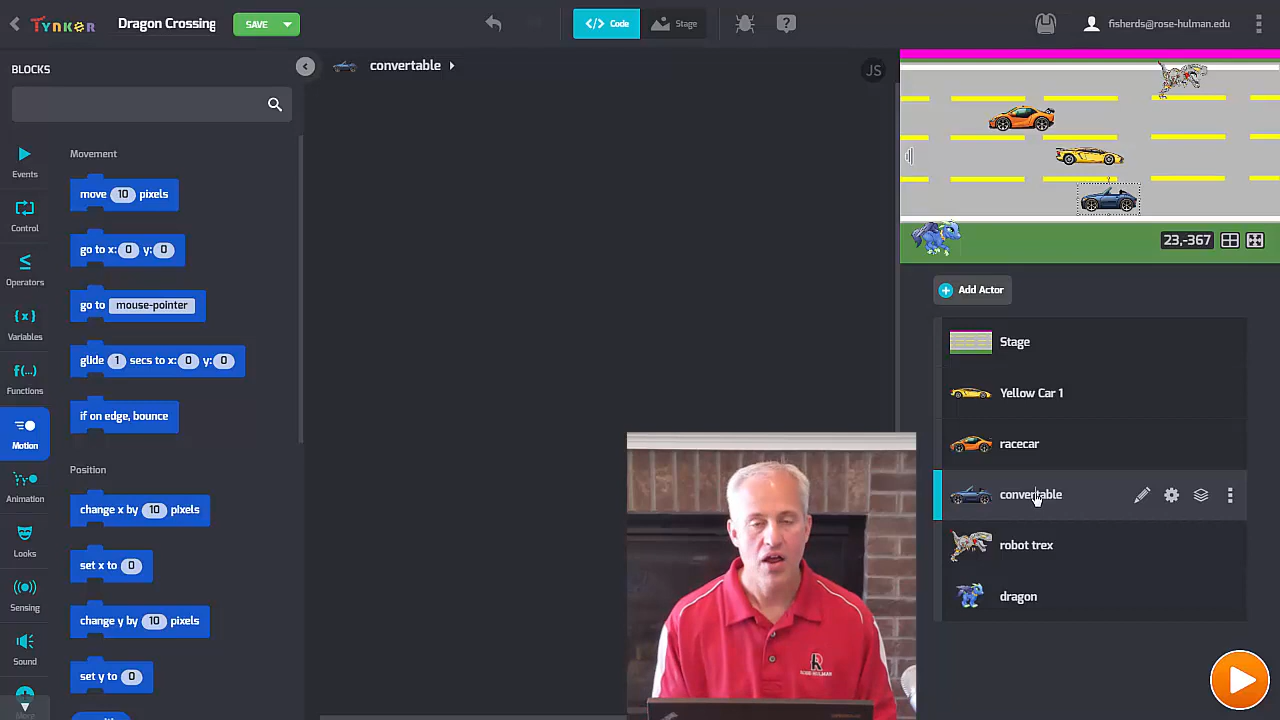 TYNKER Dragon Crossing SAVE </> Code Stage fisherds@rose-hulman.edu
BLOCKS
convertable
JS
Events
Control
Operators
Variables
f(...)
Functions
Motion
Animation
Looks
Sensing
Sound
More
Movement
move 10 pixels
go to x: 0 y: 0
go to mouse-pointer
glide 1 secs to x: 0 y: 0
if on edge, bounce
Position
change x by 10 pixels
set x to 0
change y by 10 pixels
set y to 0
23,-367
Add Actor
Stage
Yellow Car 1
racecar
convertable
robot trex
dragon
ROSE-HULMAN